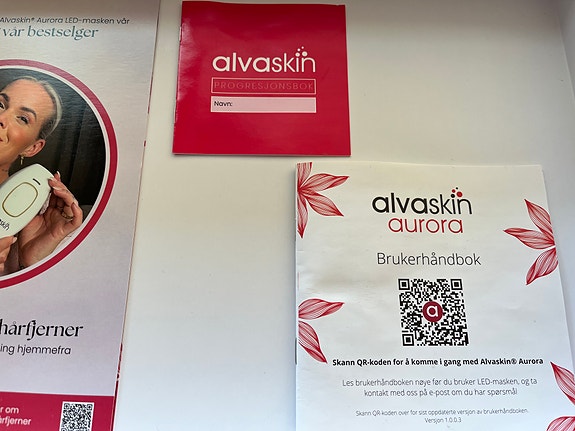 Alvaskin® Aurora LED-masken vår
vår bestselger
hårfjerner
ing hjemmefra
r om
årfjerner
alvaskin
PROGRESJONSBOK
Navn:
alvaskin
aurora
Brukerhåndbok
a
Skann QR-koden for å komme i gang med Alvaskin® Aurora
Les brukerhåndboken nøye før du bruker LED-masken, og ta
kontakt med oss på e-post om du har spørsmål
Skann QR-koden over for sist oppdaterte versjon av brukerhåndboken.
Versjon 1.0.0.3